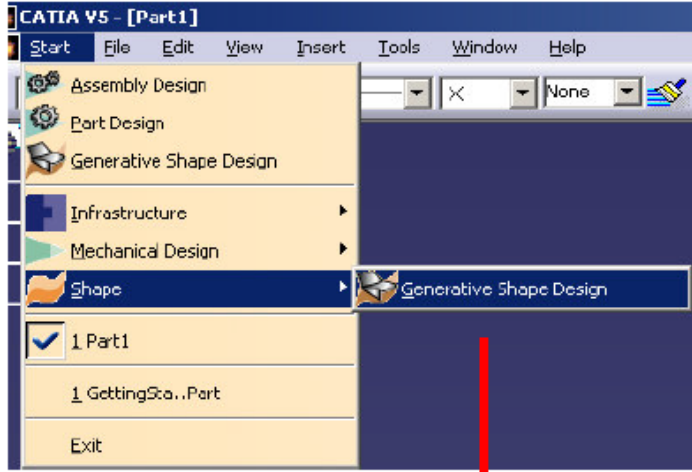 CATIA V5 - [Part1]
Start File Edit View Insert Tools Window Help
Assembly Design
None
Part Design
Generative Shape Design
Infrastructure
Mechanical Design
Shape
Generative Shape Design
1 Part1
1 GettingSta..Part
Exit